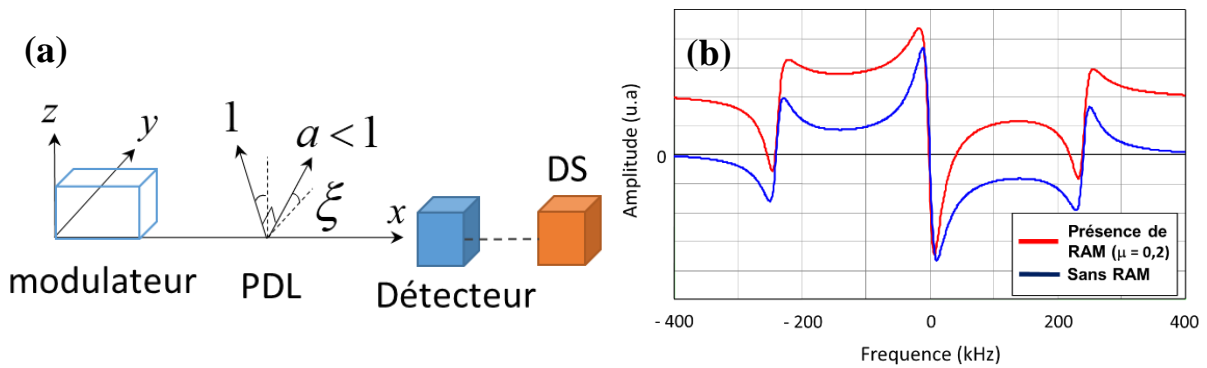 (a)
z
y
1
a < 1
ξ
x
DS
modulateur
PDL
Détecteur
(b)
Amplitude (u.a)
0
Présence de
RAM (μ = 0,2)
Sans RAM
- 400
- 200
0
200
400
Frequence (kHz)